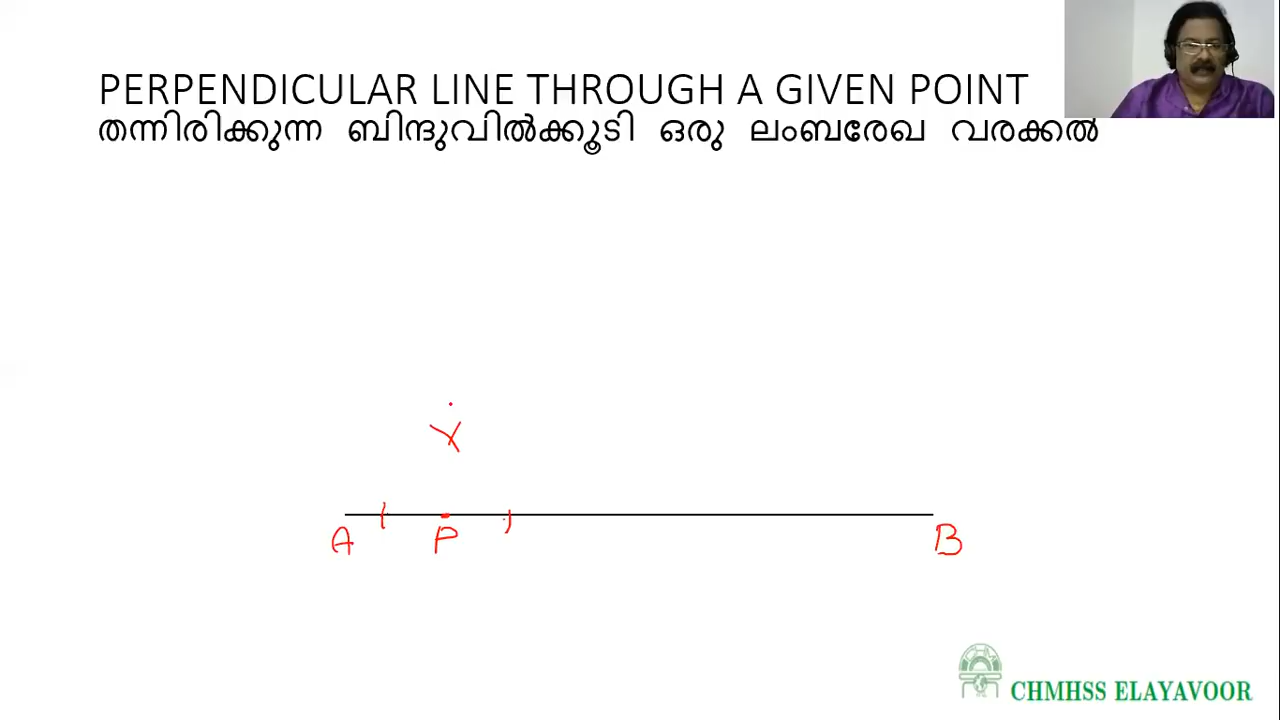 PERPENDICULAR LINE THROUGH A GIVEN POINT
തന്നിരിക്കുന്ന ബിന്ദുവിൽക്കൂടി ഒരു ലംബരേഖ വരക്കൽ
A P B
CHMHSS ELAYAVOOR